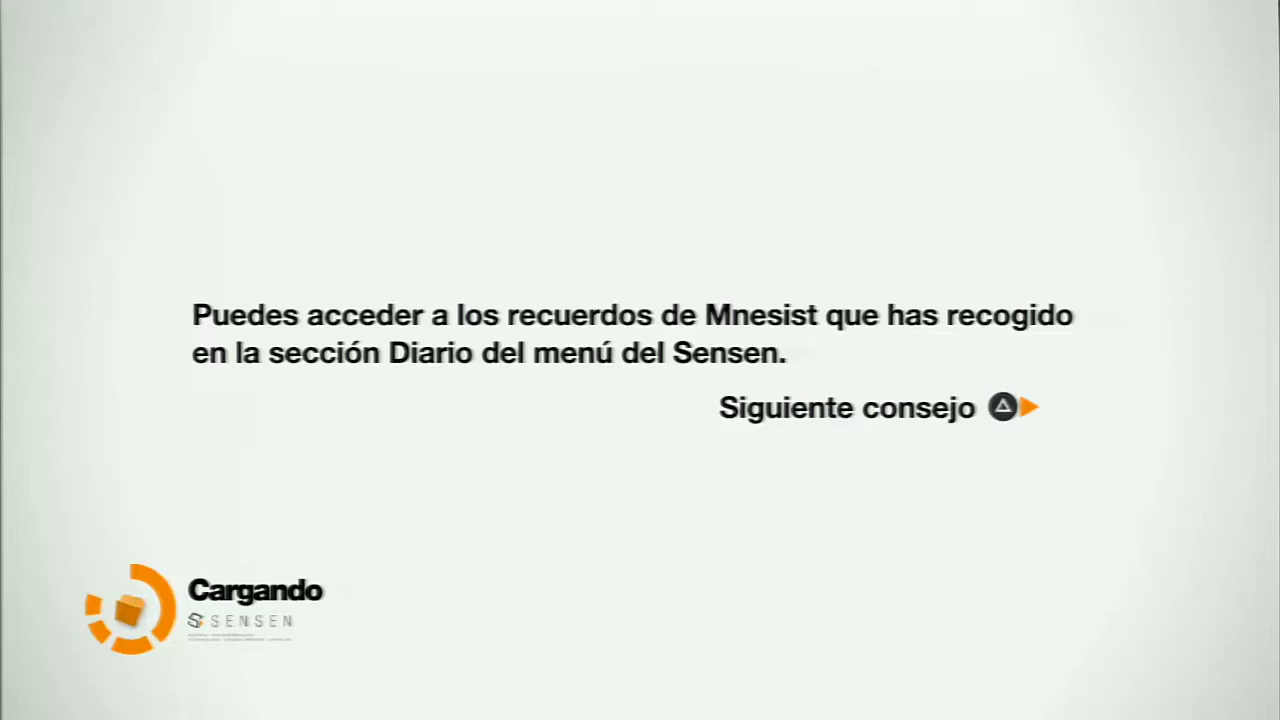 Puedes acceder a los recuerdos de Mnesist que has recogido
en la sección Diario del menú del Sensen.
Siguiente consejo
Cargando
SENSEN